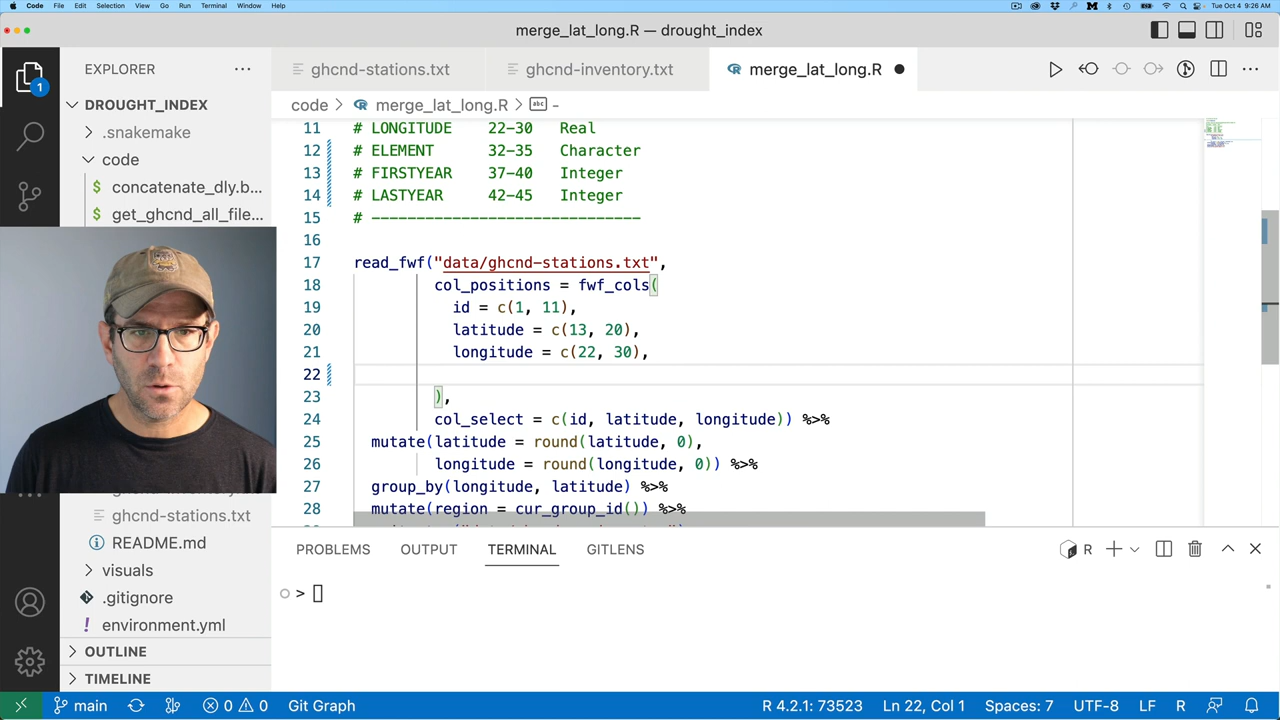 Code File Edit Selection View Go Run Terminal Window Help
Tue Oct 4 9:26 AM
merge_lat_long.R — drought_index
EXPLORER
ghcnd-stations.txt
ghcnd-inventory.txt
merge_lat_long.R
code > merge_lat_long.R > abc -
DROUGHT_INDEX
.snakemake
code
$ concatenate_dly.b...
$ get_ghcnd_all_file...
11 # LONGITUDE 22-30 Real
12 # ELEMENT 32-35 Character
13 # FIRSTYEAR 37-40 Integer
14 # LASTYEAR 42-45 Integer
15 # ------------------------------
16
17 read_fwf("data/ghcnd-stations.txt",
18 col_positions = fwf_cols(
19 id = c(1, 11),
20 latitude = c(13, 20),
21 longitude = c(22, 30),
22
23 ),
24 col_select = c(id, latitude, longitude)) %>%
25 mutate(latitude = round(latitude, 0),
26 longitude = round(longitude, 0)) %>%
27 group_by(longitude, latitude) %>%
28 mutate(region = cur_group_id()) %>%
ghcnd-stations.txt
README.md
visuals
.gitignore
! environment.yml
OUTLINE
TIMELINE
PROBLEMS OUTPUT TERMINAL GITLENS
R
>
main
0 0
Git Graph
R 4.2.1: 73523
Ln 22, Col 1
Spaces: 7
UTF-8
LF
R